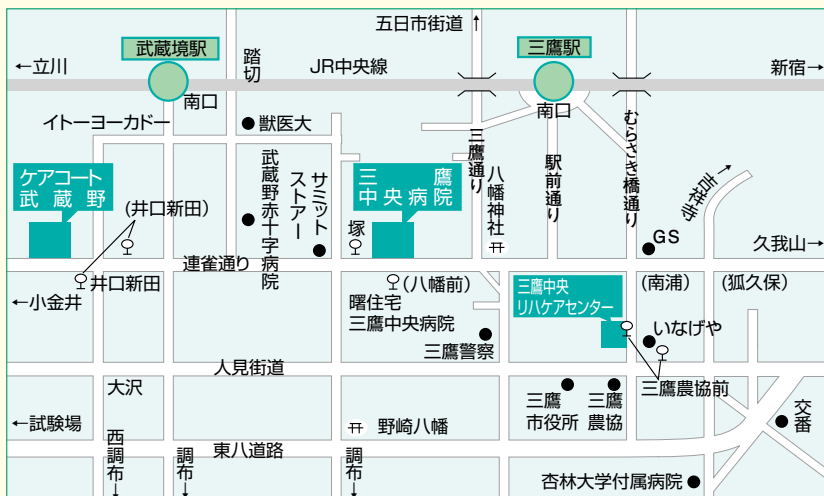 五日市街道↑
武蔵境駅
三鷹駅
←立川
踏切
JR中央線
新宿→
南口
南口
イトーヨーカドー
獣医大
三鷹通り
駅前通り
むらさき橋通り
吉祥寺→
ケアコート
武蔵野
(井口新田)
武蔵野赤十字病院
サミット
ストアー
三鷹
中央病院
塚
八幡神社
GS
久我山→
連雀通り
井口新田
←小金井
(八幡前)
曙住宅
三鷹中央病院
三鷹中央
リハケアセンター
(南浦)
(狐久保)
三鷹警察
いなげや
人見街道
三鷹農協前
大沢
三鷹
市役所
三鷹
農協
交番
←試験場
野崎八幡
西調布→
調布→
東八道路
調布→
杏林大学付属病院